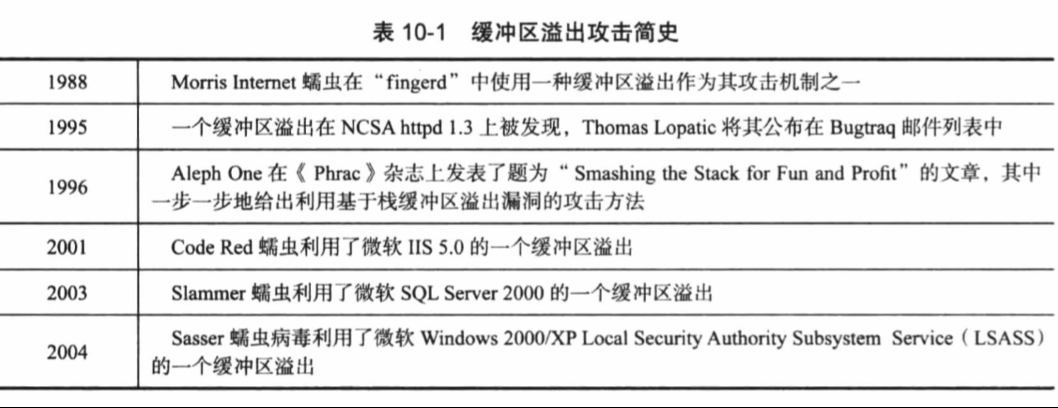 表 10-1 缓冲区溢出攻击简史
1988 Morris Internet 蠕虫在“fingerd”中使用一种缓冲区溢出作为其攻击机制之一
1995 一个缓冲区溢出在 NCSA httpd 1.3 上被发现，Thomas Lopatic 将其公布在 Bugtraq 邮件列表中
1996 Aleph One 在《 Phrac 》杂志上发表了题为“ Smashing the Stack for Fun and Profit”的文章，其中
一步一步地给出利用基于栈缓冲区溢出漏洞的攻击方法
2001 Code Red 蠕虫利用了微软 IIS 5.0 的一个缓冲区溢出
2003 Slammer 蠕虫利用了微软 SQL Server 2000 的一个缓冲区溢出
2004 Sasser 蠕虫病毒利用了微软 Windows 2000/XP Local Security Authority Subsystem Service（LSASS）
的一个缓冲区溢出